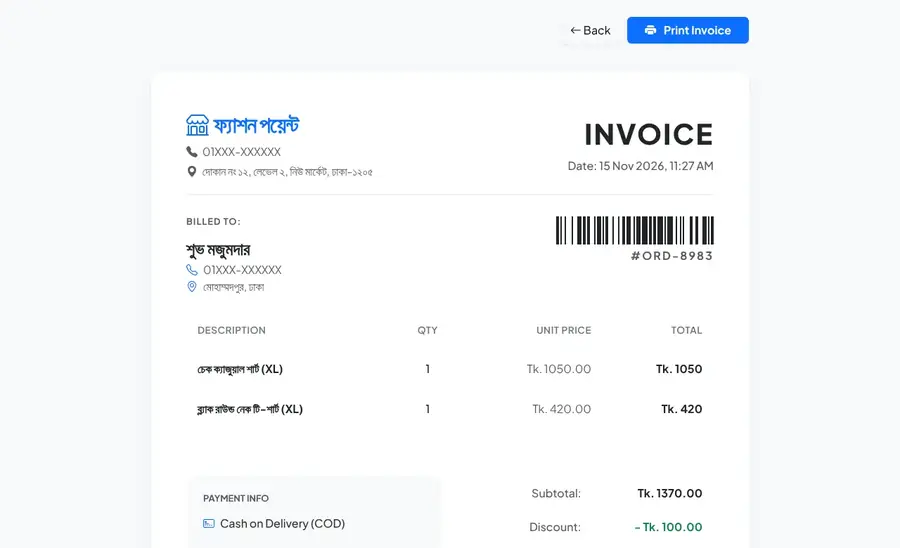 ← Back
Print Invoice
ফ্যাশন পয়েন্ট
01XXX-XXXXXX
দোকান নং ১২, লেভেল ২, নিউ মার্কেট, ঢাকা-১২০৫
INVOICE
Date: 15 Nov 2026, 11:27 AM
BILLED TO:
শুভ মজুমদার
01XXX-XXXXXX
মোহাম্মদপুর, ঢাকা
#ORD-8983
DESCRIPTION QTY UNIT PRICE TOTAL
চেক ক্যাজুয়াল শার্ট (XL) 1 Tk. 1050.00 Tk. 1050
ব্ল্যাক রাউন্ড নেক টি-শার্ট (XL) 1 Tk. 420.00 Tk. 420
PAYMENT INFO
Cash on Delivery (COD)
Subtotal: Tk. 1370.00
Discount: - Tk. 100.00